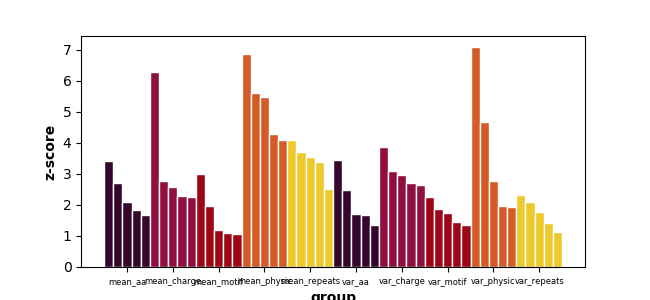 7
6
5
4
3
2
1
0
z-score
mean_aa mean_charge mean_motif mean_physic mean_repeats var_aa var_charge var_motif var_physic var_repeats
group